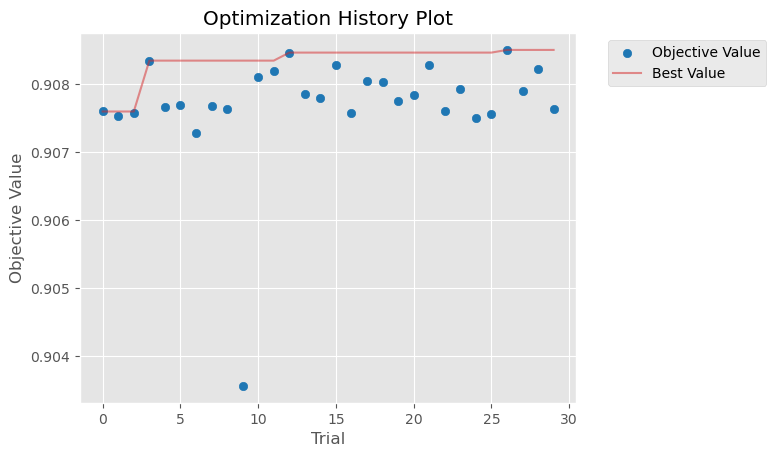 Optimization History Plot
Objective Value
Best Value
0.908
0.907
0.906
0.905
0.904
Objective Value
0 5 10 15 20 25 30
Trial